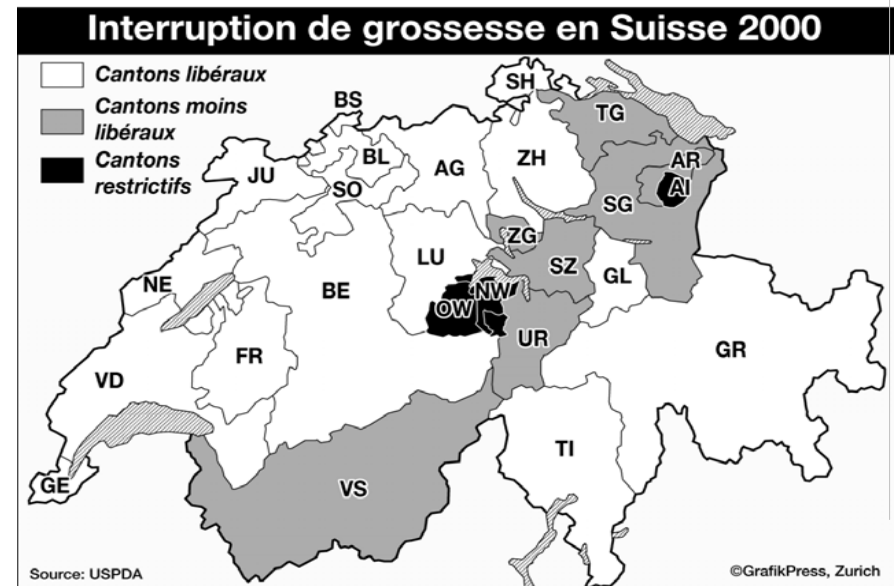 Interruption de grossesse en Suisse 2000
Cantons libéraux
Cantons moins
libéraux
Cantons
restrictifs
SH
BS
TG
BL
AG
ZH
AR
JU
SO
AI
SG
ZG
LU
SZ
NE
BE
GL
NW
OW
UR
FR
GR
VD
TI
GE
VS
Source: USPDA
©GrafikPress, Zurich